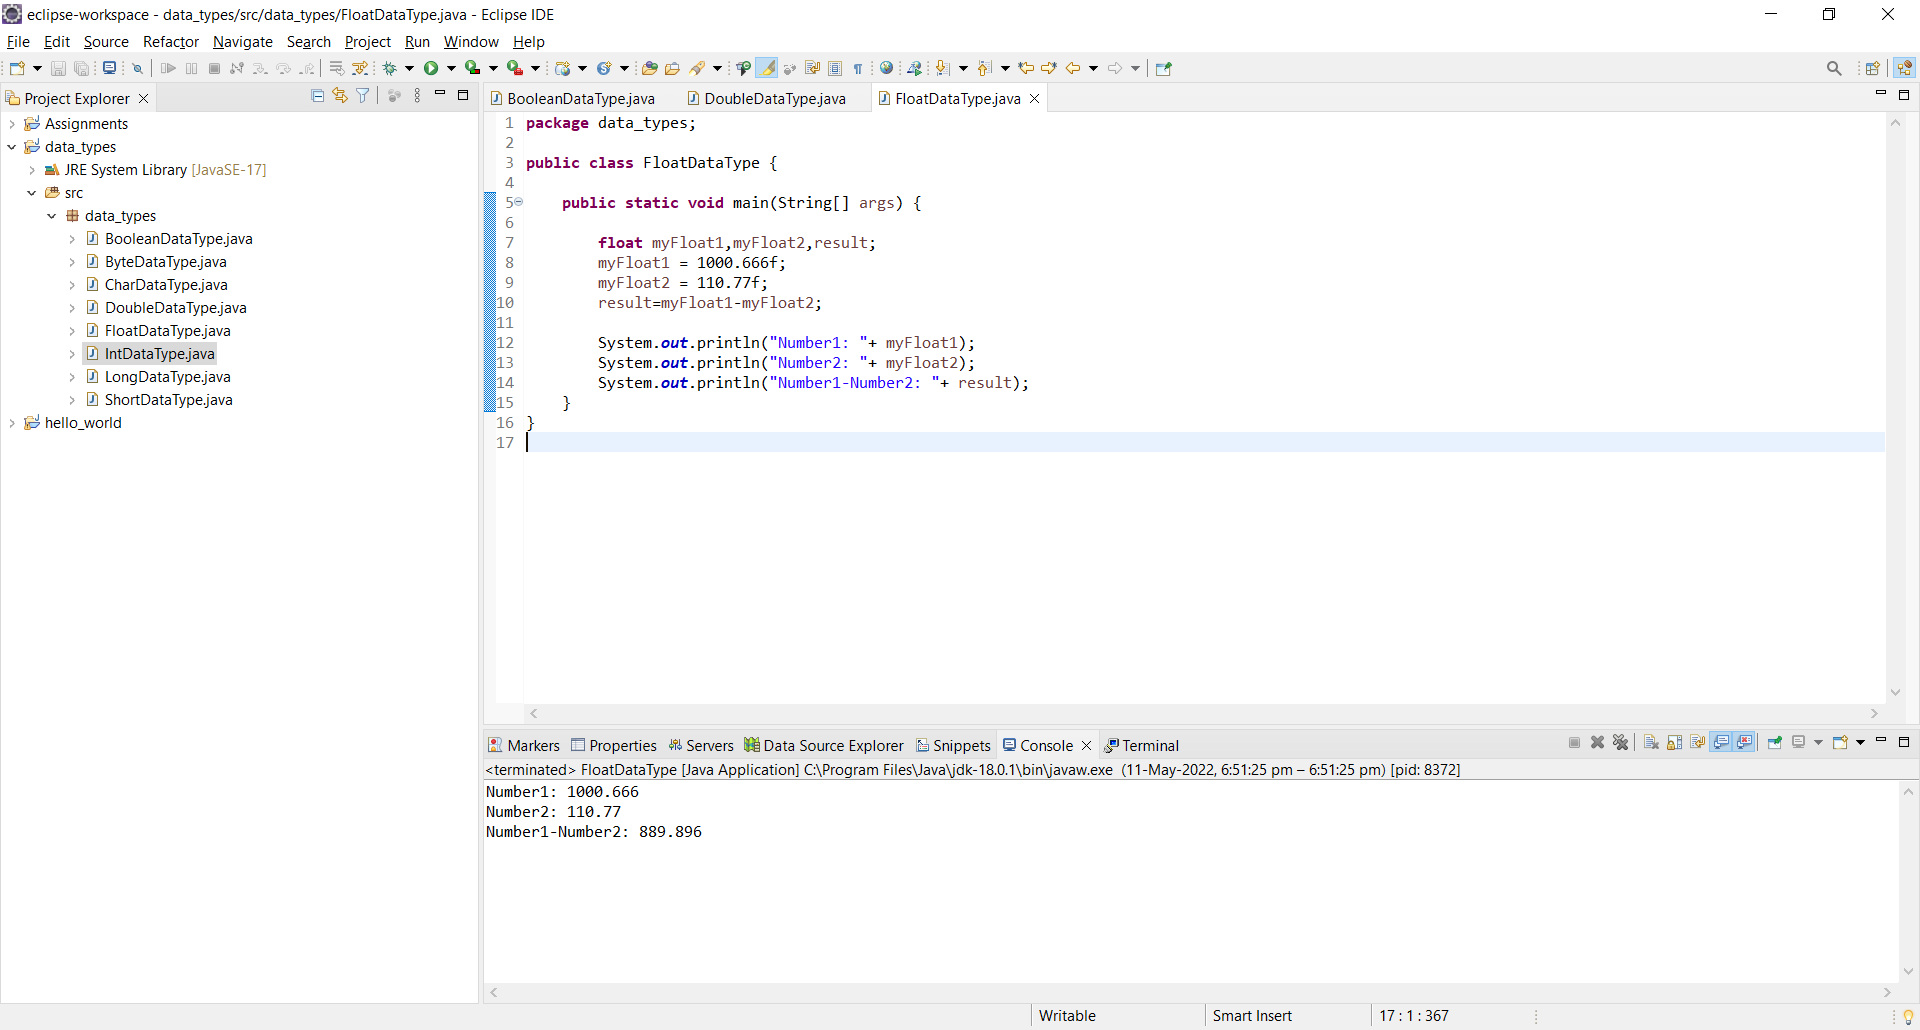 eclipse-workspace - data_types/src/data_types/FloatDataType.java - Eclipse IDE
File Edit Source Refactor Navigate Search Project Run Window Help
Project Explorer
Assignments
data_types
JRE System Library [JavaSE-17]
src
data_types
BooleanDataType.java
ByteDataType.java
CharDataType.java
DoubleDataType.java
FloatDataType.java
IntDataType.java
LongDataType.java
ShortDataType.java
hello_world
BooleanDataType.java DoubleDataType.java FloatDataType.java
1 package data_types;
2
3 public class FloatDataType {
4
5 public static void main(String[] args) {
6
7 float myFloat1,myFloat2,result;
8 myFloat1 = 1000.666f;
9 myFloat2 = 110.77f;
10 result=myFloat1-myFloat2;
11
12 System.out.println("Number1: "+ myFloat1);
13 System.out.println("Number2: "+ myFloat2);
14 System.out.println("Number1-Number2: "+ result);
15 }
16 }
17
Markers Properties Servers Data Source Explorer Snippets Console Terminal
<terminated> FloatDataType [Java Application] C:\Program Files\Java\jdk-18.0.1\bin\javaw.exe (11-May-2022, 6:51:25 pm – 6:51:25 pm) [pid: 8372]
Number1: 1000.666
Number2: 110.77
Number1-Number2: 889.896
Writable Smart Insert 17 : 1 : 367